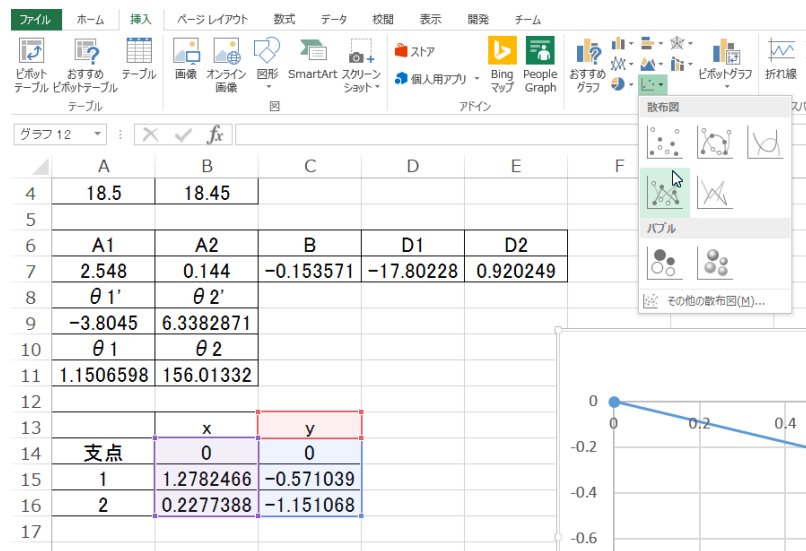 ファイル ホーム 挿入 ページ レイアウト 数式 データ 校閲 表示 開発 チーム
ピボット テーブル おすすめ ピボットテーブル テーブル 画像 オンライン 画像 図形 SmartArt スクリーン ショット ストア 個人用アプリ Bing マップ People Graph おすすめ グラフ ピボットグラフ 折れ線
テーブル 図 アドイン
グラフ 12 fx
散布図
バブル
その他の散布図(M)...
A B C D E F
4 18.5 18.45
5
6 A1 A2 B D1 D2
7 2.548 0.144 -0.153571 -17.80228 0.920249
8 θ1' θ2'
9 -3.8045 6.3382871
10 θ1 θ2
11 1.1506598 156.01332
12
13 x y
14 支点 0 0
15 1 1.2782466 -0.571039
16 2 0.2277388 -1.151068
17
0
0 0.2 0.4
-0.2
-0.4
-0.6